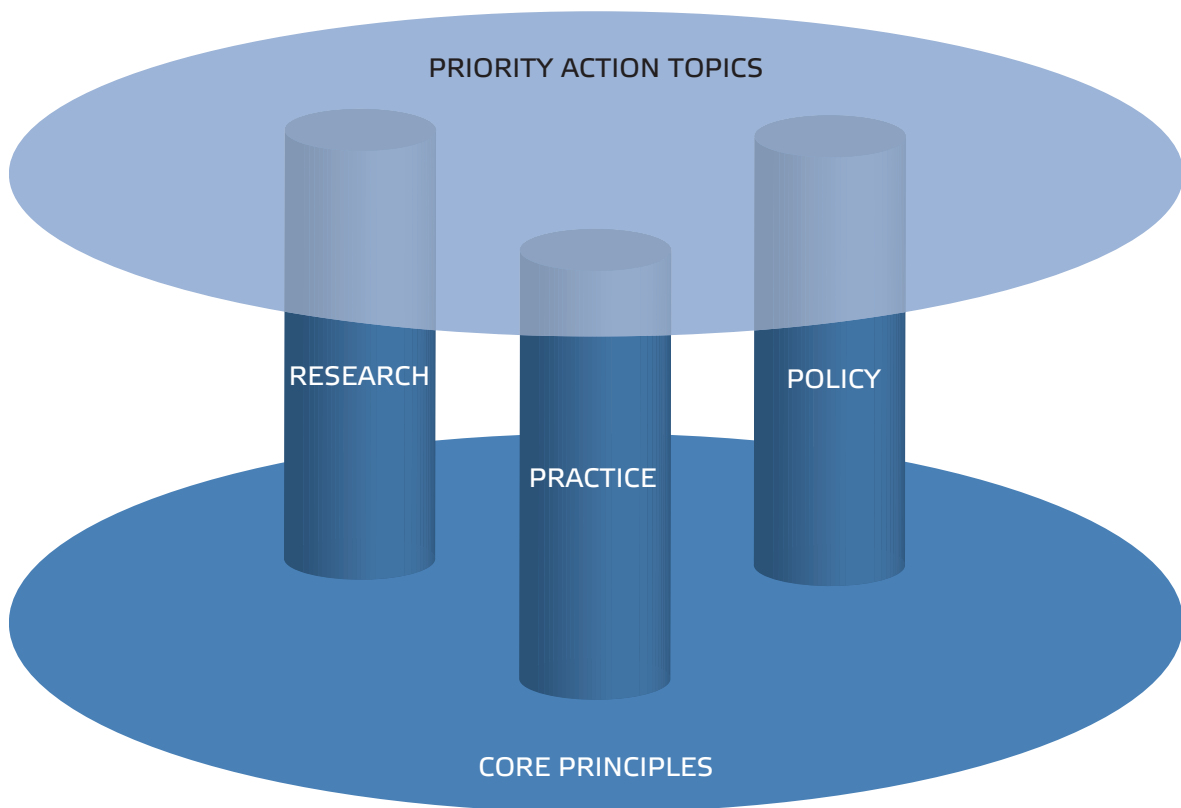 PRIORITY ACTION TOPICS
RESEARCH
POLICY
PRACTICE
CORE PRINCIPLES